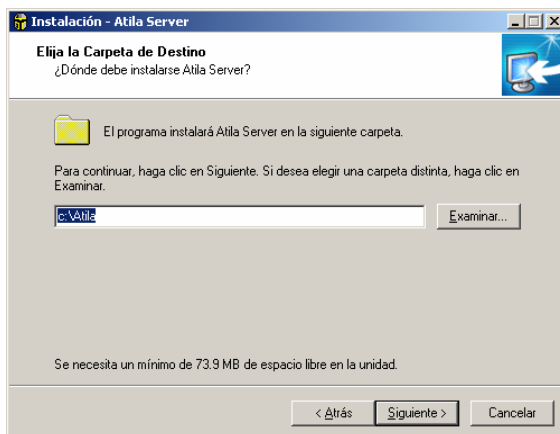 Instalación - Atila Server
Elija la Carpeta de Destino
¿Dónde debe instalarse Atila Server?
El programa instalará Atila Server en la siguiente carpeta.
Para continuar, haga clic en Siguiente. Si desea elegir una carpeta distinta, haga clic en
Examinar.
c:\Atila
Examinar...
Se necesita un mínimo de 73.9 MB de espacio libre en la unidad.
< Atrás
Siguiente >
Cancelar